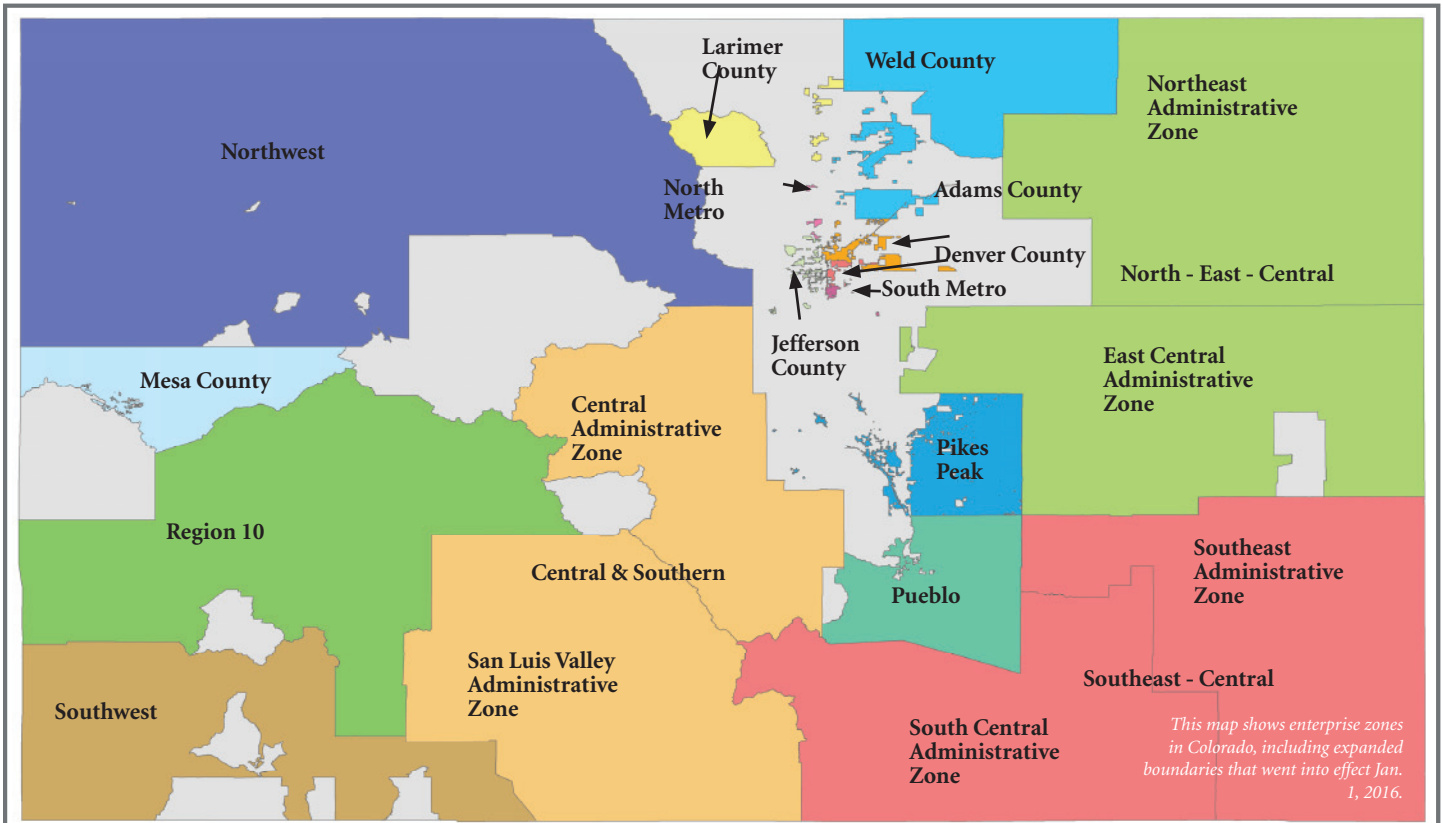 Larimer
County
Weld County
Northeast
Administrative
Zone
Northwest
North
Metro
Adams County
Denver County
North - East - Central
South Metro
Jefferson
County
East Central
Administrative
Zone
Mesa County
Central
Administrative
Zone
Pikes
Peak
Region 10
Southeast
Administrative
Zone
Central & Southern
Pueblo
San Luis Valley
Administrative
Zone
Southeast - Central
Southwest
South Central
Administrative
Zone
This map shows enterprise zones
in Colorado, including expanded
boundaries that went into effect Jan.
1, 2016.